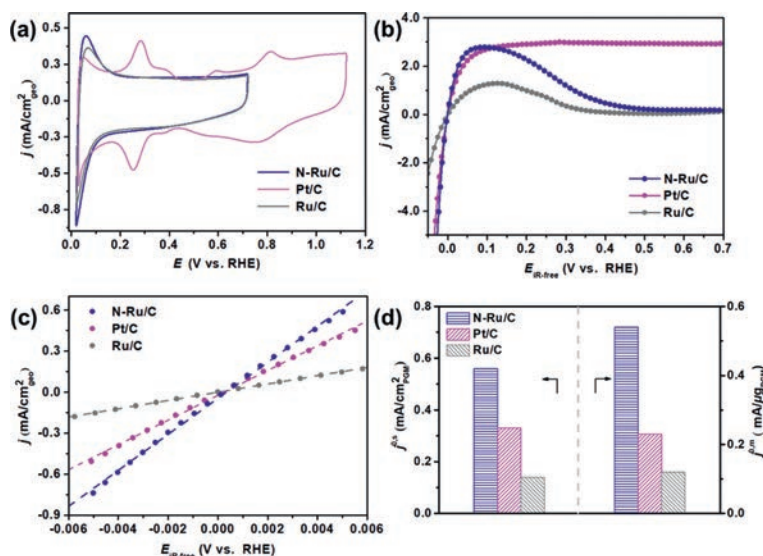 (a)
j (mA/cm²geo)
0.6
0.3
0.0
-0.3
0.5
0.8
N-Ru/C
Pt/C
Ru/C
0.0 0.2 0.4 0.6 0.8 1.0 1.2
E (V vs. RHE)
(b)
j (mA/cm²geo)
4.0
2.0
0.0
2.0
-4.0
N-Ru/C
Pt/C
Ru/C
0.0 0.1 0.2 0.3 0.4 0.5 0.6 0.7
E iR-free (V vs. RHE)
(c)
j (mA/cm²geo)
0.6
0.3
0.0
-0.3
-0.6
-0.9
N-Ru/C
Pt/C
Ru/C
-0.006 -0.004 -0.002 0.000 0.002 0.004 0.006
E iR-free (V vs. RHE)
(d)
j0,s (mA/cm²PGM)
0.8
0.6
0.4
0.2
0.0
N-Ru/C
Pt/C
Ru/C
0.6
0.4
0.2
0.0
j0,m (mA/μgPGM)